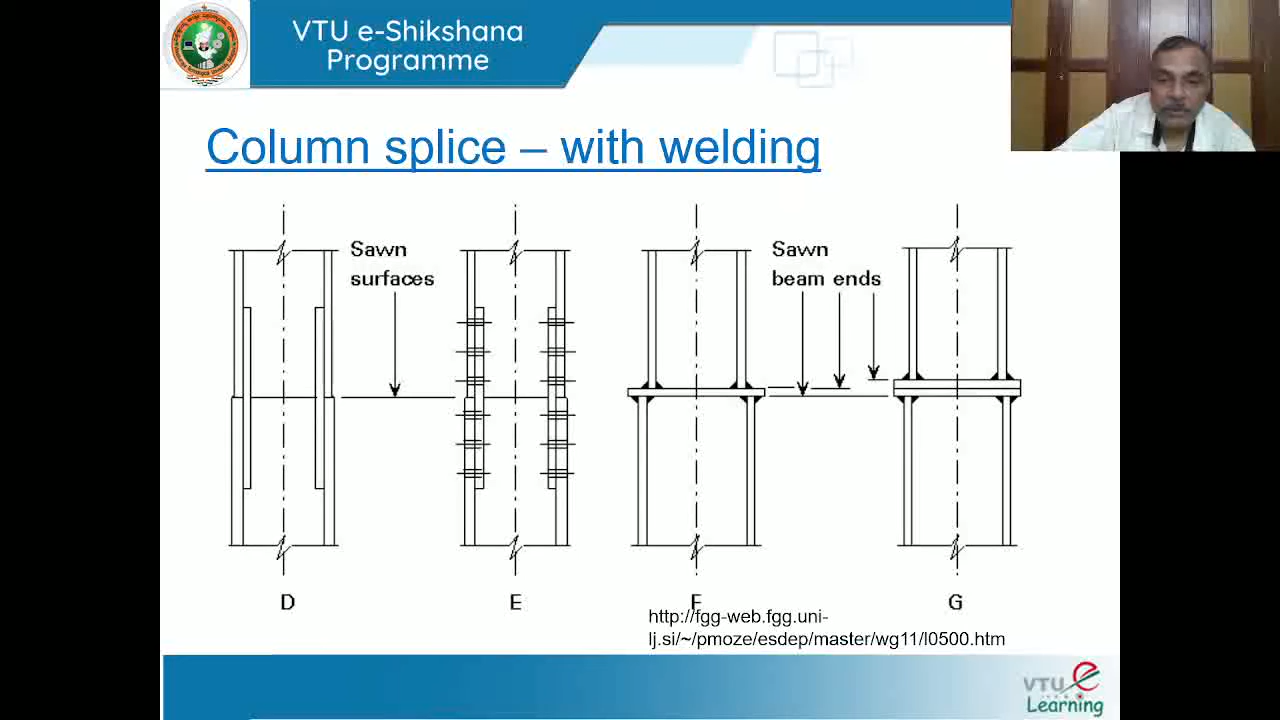 VTU e-Shikshana
Programme
Column splice – with welding
Sawn
surfaces
Sawn
beam ends
D
E
F
G
http://fgg-web.fgg.uni-
lj.si/~/pmoze/esdep/master/wg11/l0500.htm
VTU e
Learning